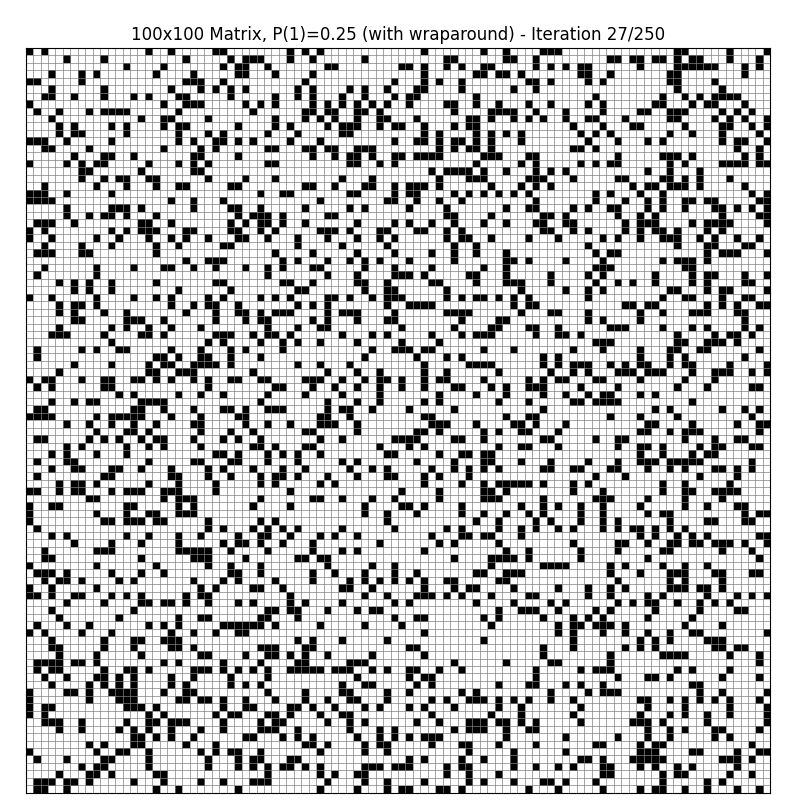 100x100 Matrix, P(1)=0.25 (with wraparound) - Iteration 27/250